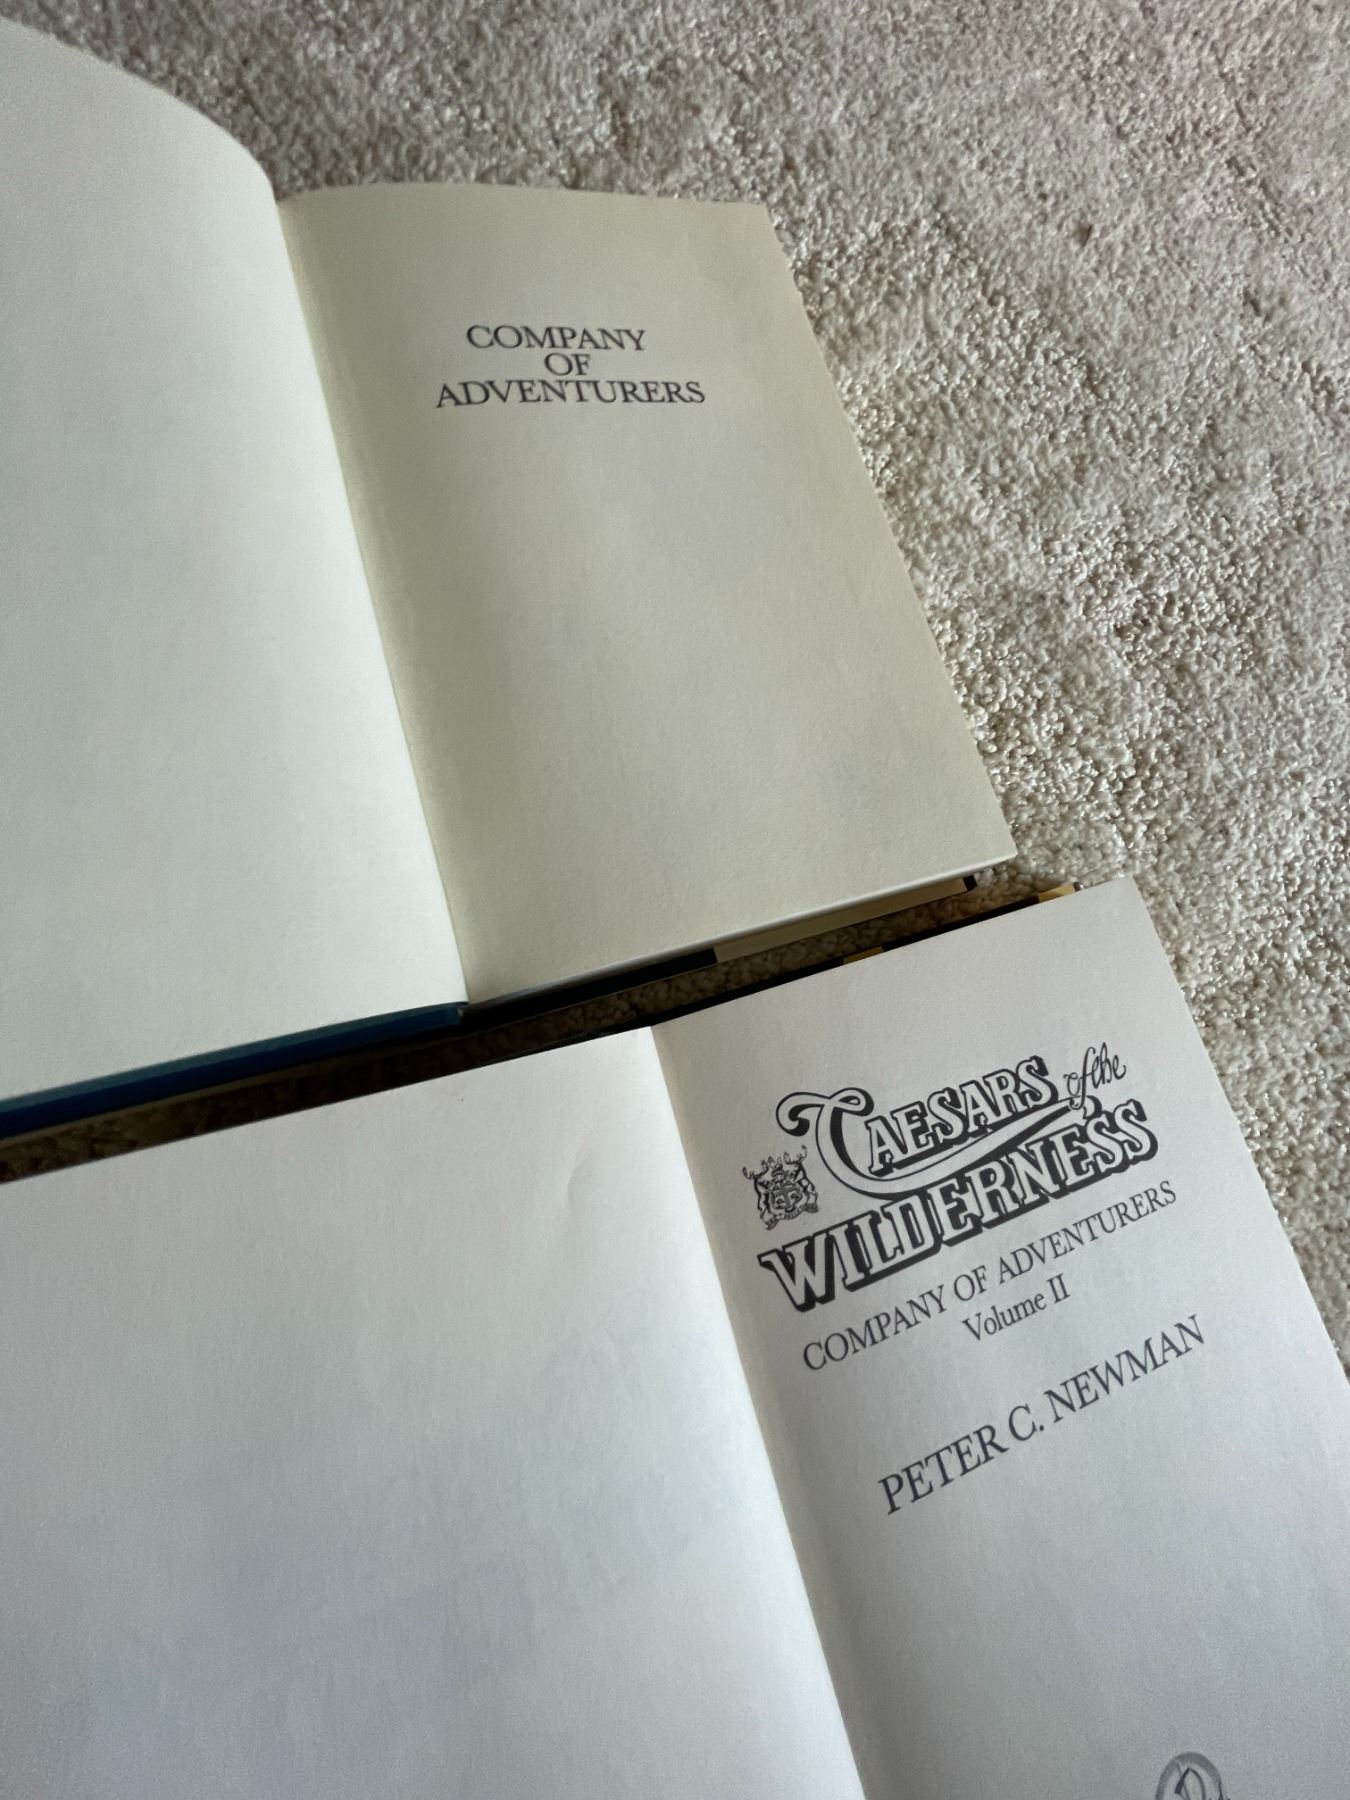 COMPANY
OF
ADVENTURERS
CAESARS of the
WILDERNESS
COMPANY OF ADVENTURERS
Volume II
PETER C. NEWMAN